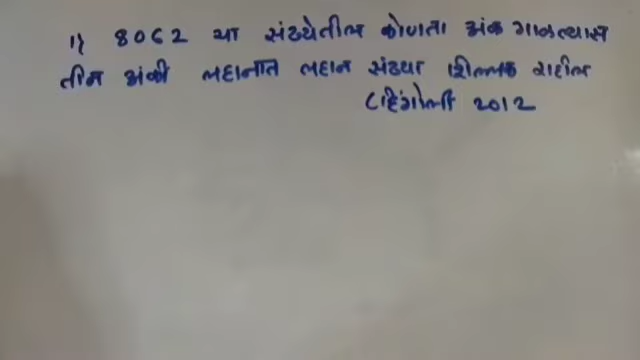 1) 8062 या संख्येतील कोणता अंक गाळल्यास
तीन अंकी लहानात लहान संख्या शिल्लक राहील
(हिंगोली 2012